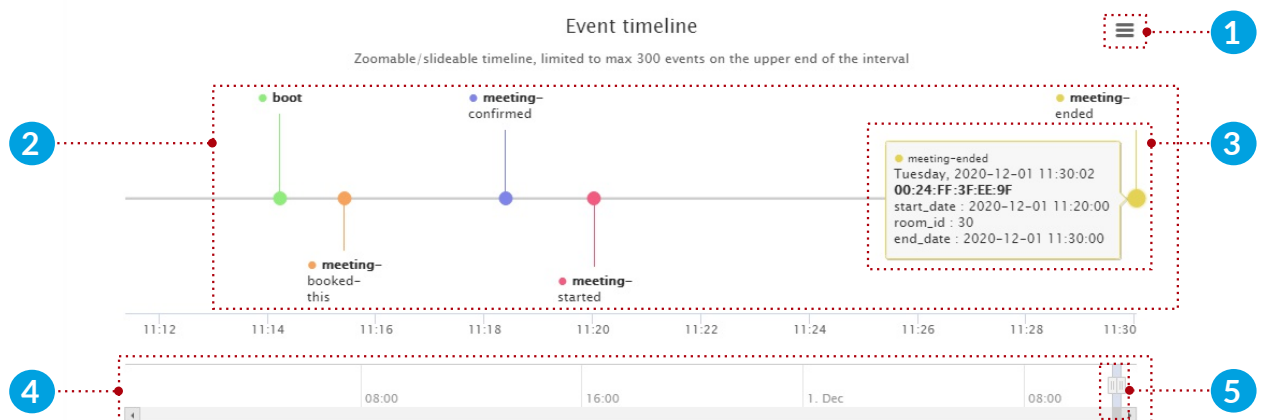 Event timeline
1
Zoomable/slideable timeline, limited to max 300 events on the upper end of the interval
boot
meeting-
confirmed
meeting-
ended
2
3
meeting-ended
Tuesday, 2020-12-01 11:30:02
00:24:FF:3F:EE:9F
start_date : 2020-12-01 11:20:00
room_id : 30
end_date : 2020-12-01 11:30:00
meeting-
booked-
this
meeting-
started
11:12 11:14 11:16 11:18 11:20 11:22 11:24 11:26 11:28 11:30
4
5
08:00 16:00 1. Dec 08:00